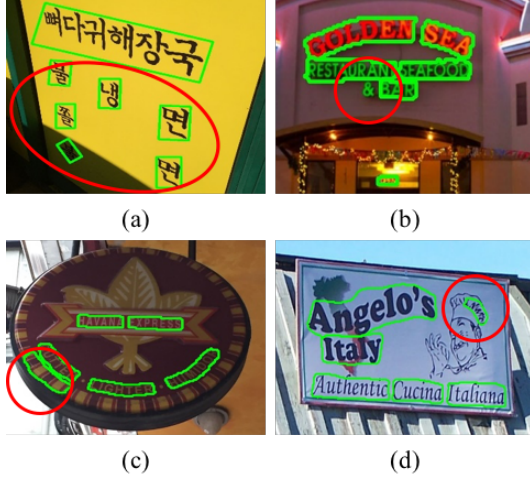 뼈다귀해장국
물 냉 면
쫄 면
(a)
GOLDEN SEA
RESTAURANT SEAFOOD
& BAR
(b)
JAVANA EXPRESS
(c)
Angelo's
Italy
Authentic Cucina Italiana
(d)